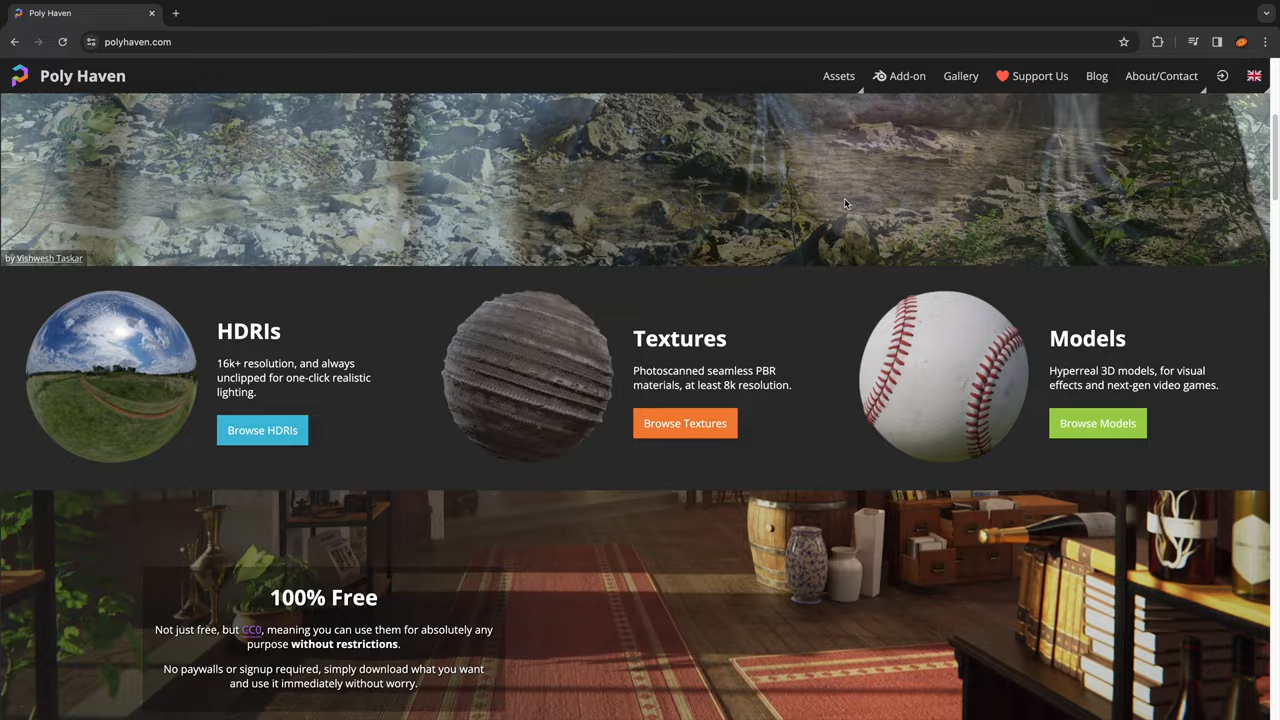 Poly Haven
polyhaven.com
Poly Haven
Assets
Add-on
Gallery
Support Us
Blog
About/Contact
by Vishwesh Taskar
HDRIs
16k+ resolution, and always
unclipped for one-click realistic
lighting.
Browse HDRIs
Textures
Photoscanned seamless PBR
materials, at least 8k resolution.
Browse Textures
Models
Hyperreal 3D models, for visual
effects and next-gen video games.
Browse Models
100% Free
Not just free, but CC0, meaning you can use them for absolutely any
purpose without restrictions.
No paywalls or signup required, simply download what you want
and use it immediately without worry.